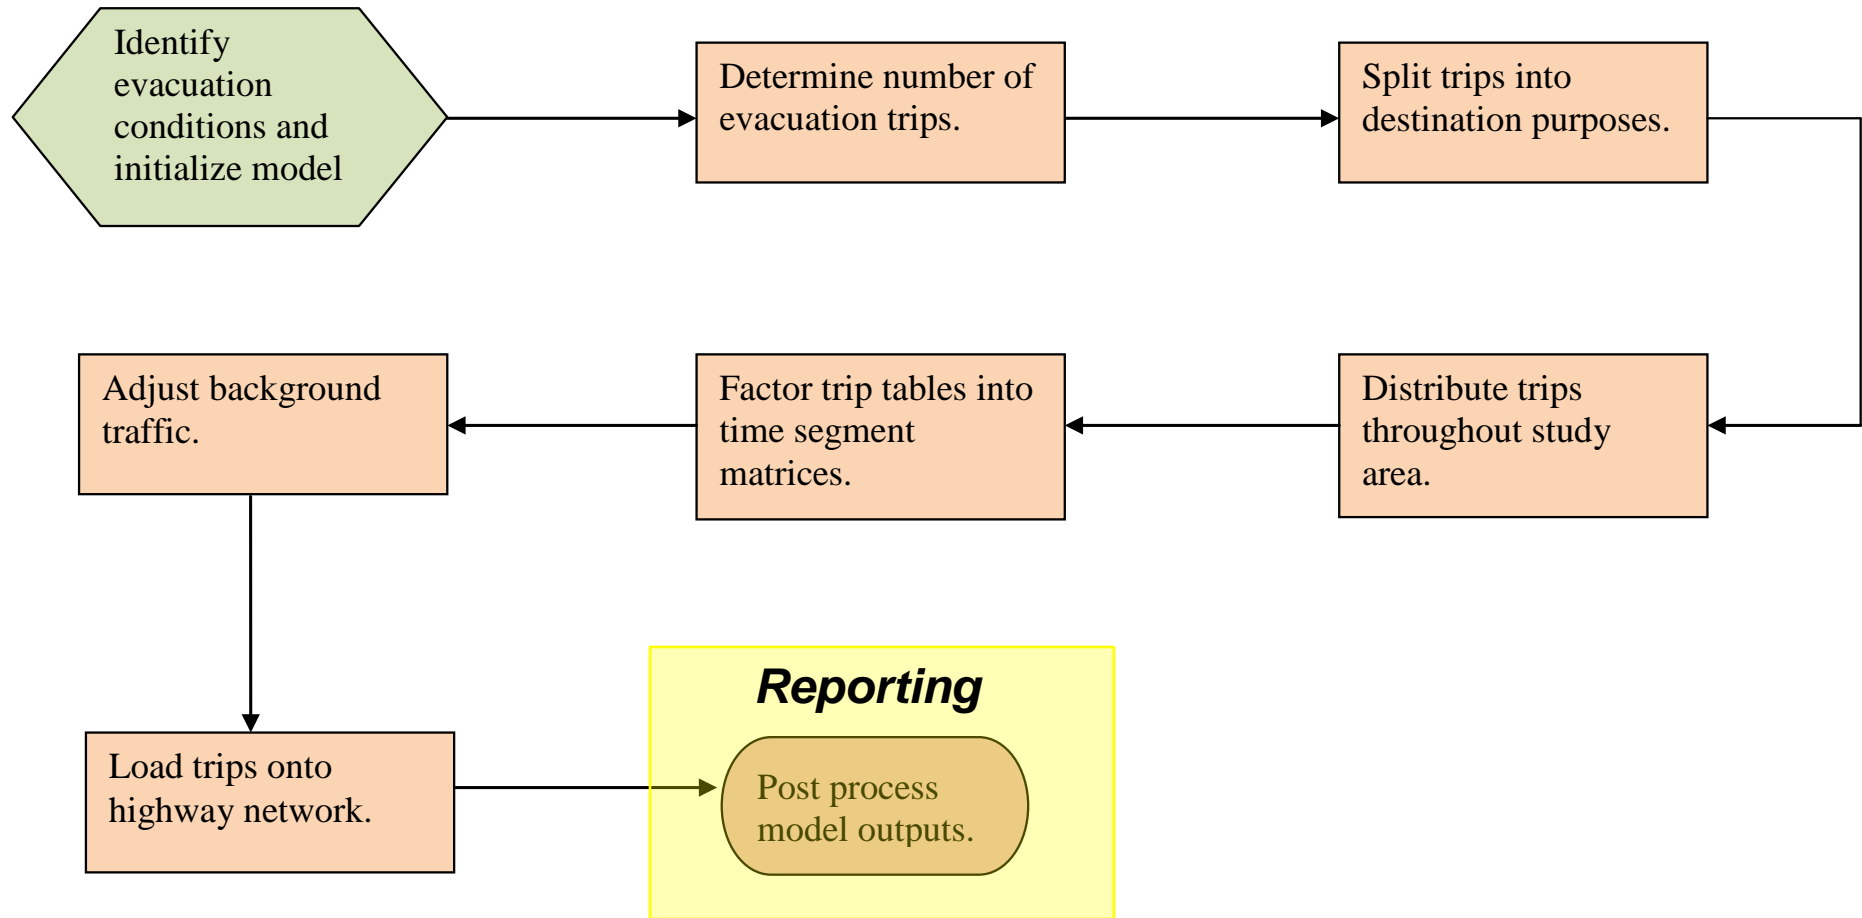 Identify
evacuation
conditions and
initialize model
Determine number of
evacuation trips.
Split trips into
destination purposes.
Distribute trips
throughout study
area.
Factor trip tables into
time segment
matrices.
Adjust background
traffic.
Load trips onto
highway network.
Reporting
Post process
model outputs.